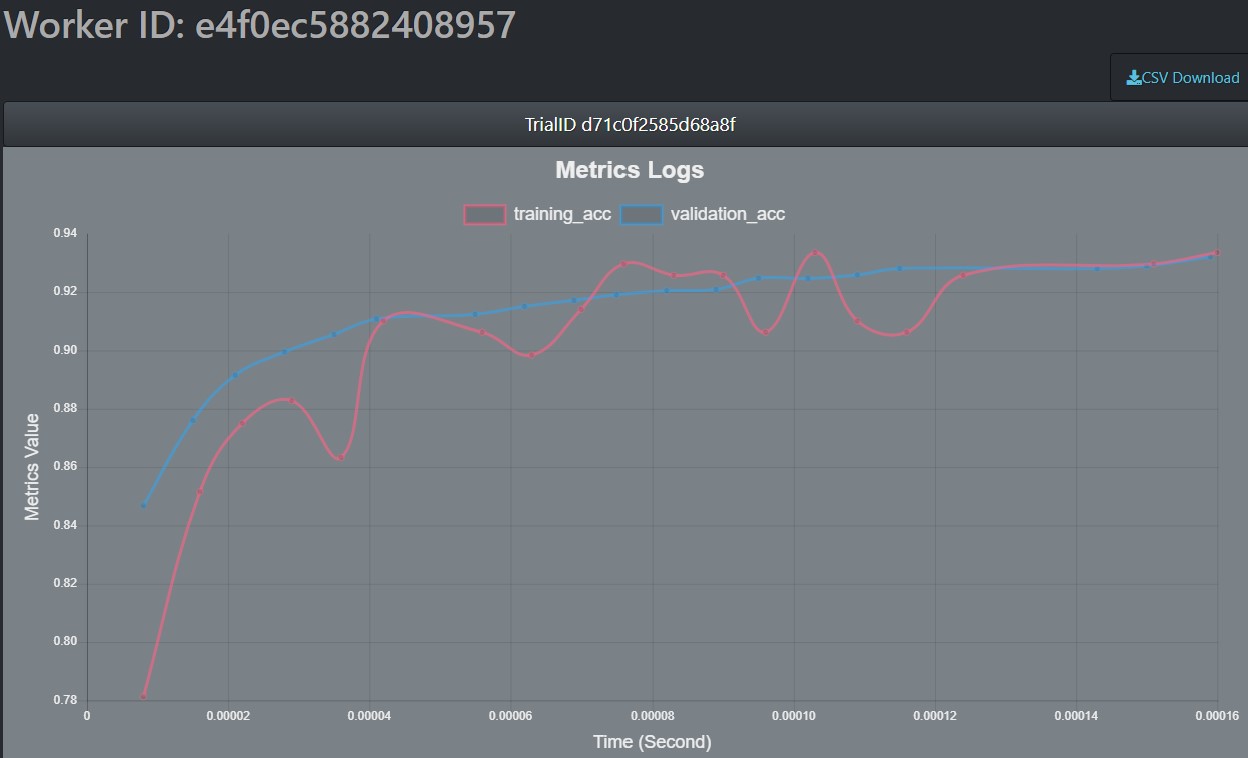 Worker ID: e4f0ec5882408957
CSV Download
TrialID d71c0f2585d68a8f
Metrics Logs
training_acc validation_acc
0.94
0.92
0.90
0.88
0.86
0.84
0.82
0.80
0.78
Metrics Value
0 0.00002 0.00004 0.00006 0.00008 0.00010 0.00012 0.00014 0.00016
Time (Second)